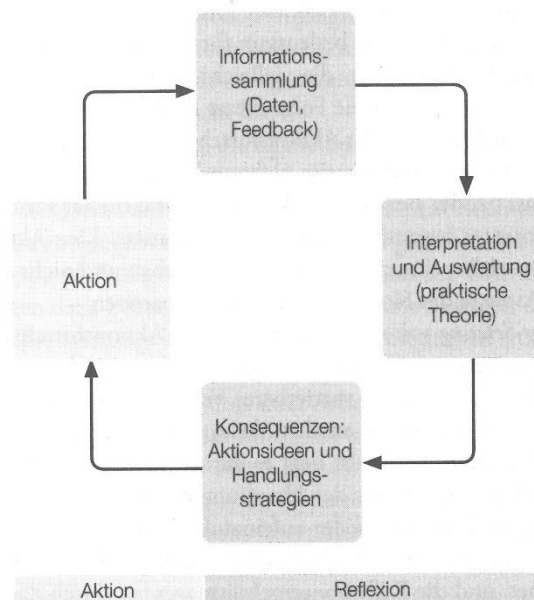 Informations-
sammlung
(Daten,
Feedback)
Interpretation
und Auswertung
(praktische
Theorie)
Aktion
Konsequenzen:
Aktionsideen und
Handlungs-
strategien
Aktion
Reflexion